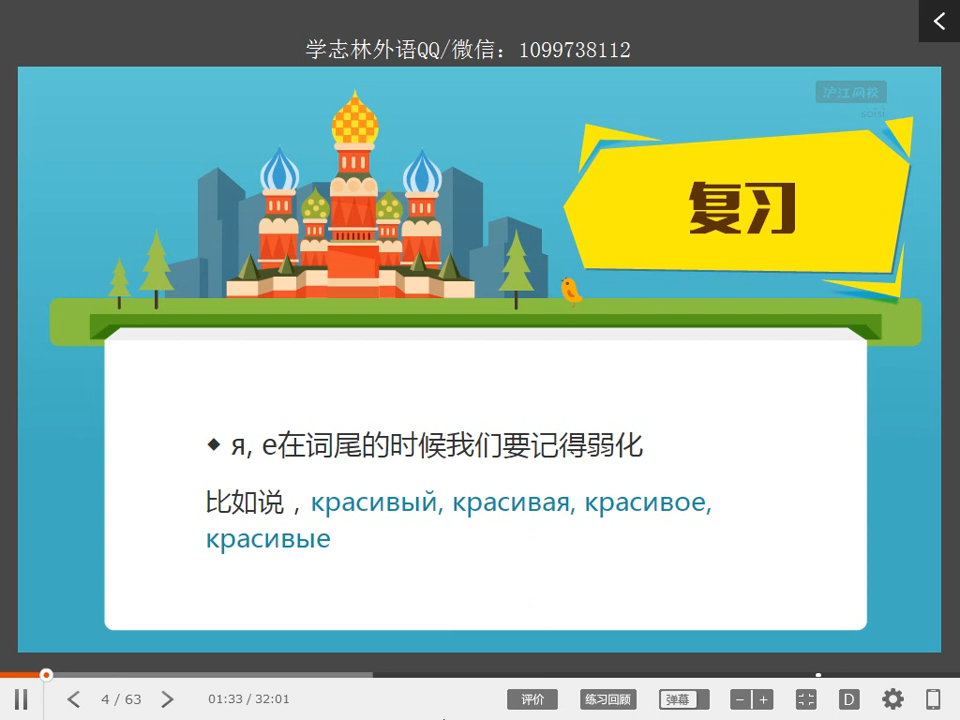 学志林外语QQ/微信：1099738112
沪江网校
复习
◆ я, е在词尾的时候我们要记得弱化
比如说，красивый, красивая, красивое,
красивые
4 / 63
01:33 / 32:01
评价
练习回顾
弹幕
D